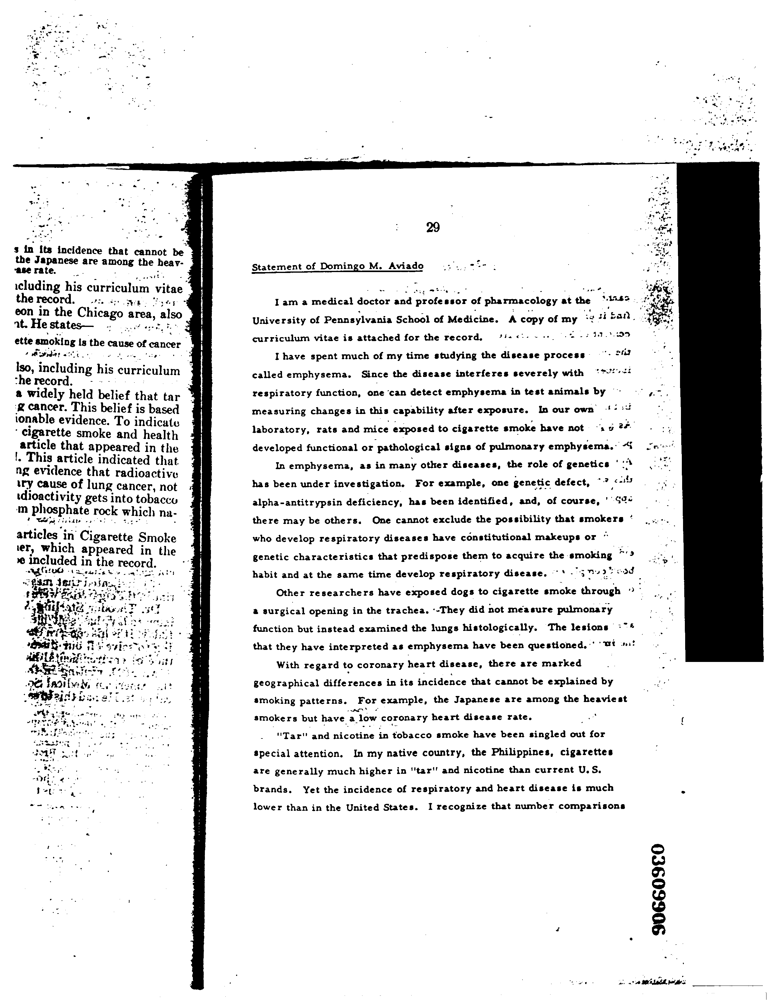 s in its incidence that cannot be
the Japanese are among the heav-
ase rate.
ncluding his curriculum vitae
the record.
eon in the Chicago area, also
nt. He states—
ette smoking is the cause of cancer
lso, including his curriculum
the record.
a widely held belief that tar
g cancer. This belief is based
ionable evidence. To indicate
cigarette smoke and health
article that appeared in the
!. This article indicated that
ng evidence that radioactive
ary cause of lung cancer, not
adioactivity gets into tobacco
m phosphate rock which na-
articles in Cigarette Smoke
er, which appeared in the
e included in the record.
29
Statement of Domingo M. Aviado
I am a medical doctor and professor of pharmacology at the
University of Pennsylvania School of Medicine. A copy of my
curriculum vitae is attached for the record.
I have spent much of my time studying the disease process
called emphysema. Since the disease interferes severely with
respiratory function, one can detect emphysema in test animals by
measuring changes in this capability after exposure. In our own
laboratory, rats and mice exposed to cigarette smoke have not
developed functional or pathological signs of pulmonary emphysema.
In emphysema, as in many other diseases, the role of genetics
has been under investigation. For example, one genetic defect,
alpha-antitrypsin deficiency, has been identified, and, of course,
there may be others. One cannot exclude the possibility that smokers
who develop respiratory diseases have constitutional makeups or
genetic characteristics that predispose them to acquire the smoking
habit and at the same time develop respiratory disease.
Other researchers have exposed dogs to cigarette smoke through
a surgical opening in the trachea. They did not measure pulmonary
function but instead examined the lungs histologically. The lesions
that they have interpreted as emphysema have been questioned.
With regard to coronary heart disease, there are marked
geographical differences in its incidence that cannot be explained by
smoking patterns. For example, the Japanese are among the heaviest
smokers but have a low coronary heart disease rate.
"Tar" and nicotine in tobacco smoke have been singled out for
special attention. In my native country, the Philippines, cigarettes
are generally much higher in "tar" and nicotine than current U.S.
brands. Yet the incidence of respiratory and heart disease is much
lower than in the United States. I recognize that number comparisons
03609906